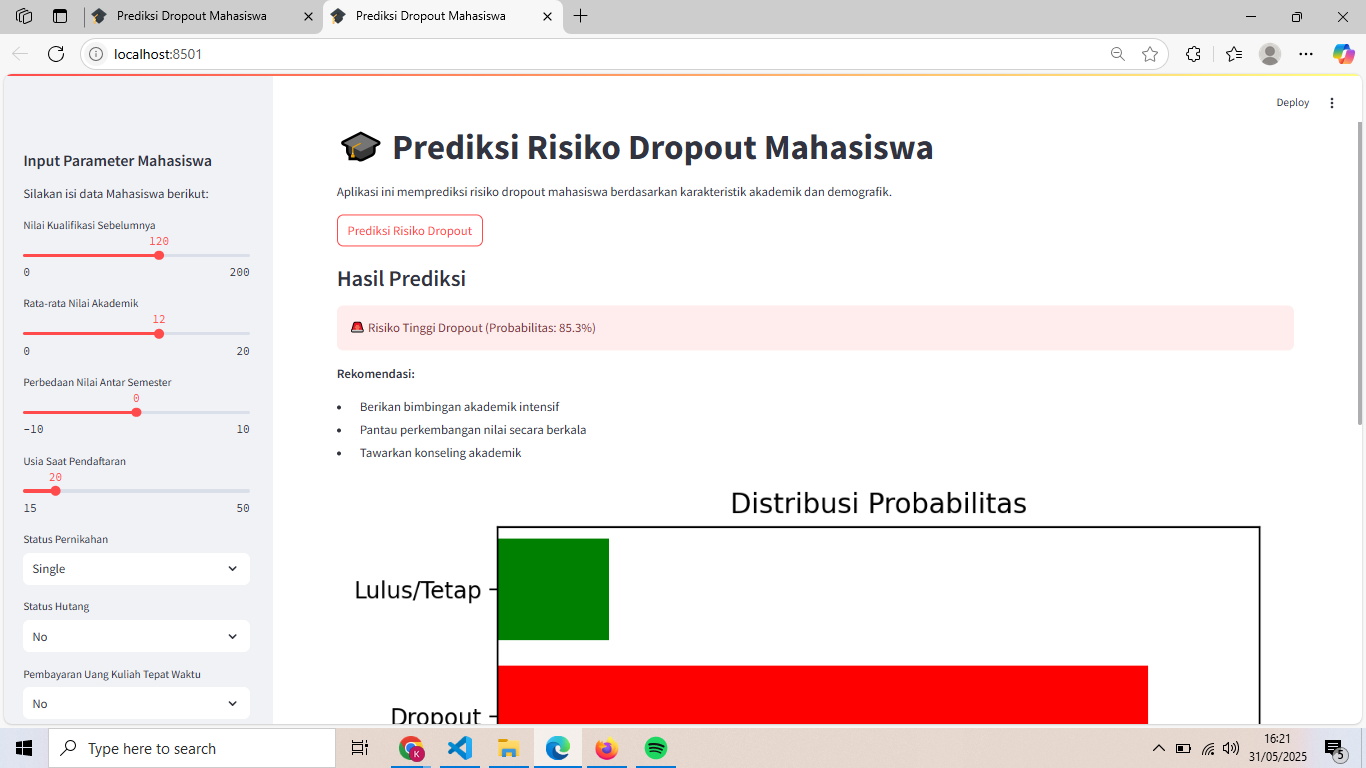 Prediksi Dropout Mahasiswa
Prediksi Dropout Mahasiswa
localhost:8501
Deploy
Input Parameter Mahasiswa
Silakan isi data Mahasiswa berikut:
Nilai Kualifikasi Sebelumnya
120
0 200
Rata-rata Nilai Akademik
12
0 20
Perbedaan Nilai Antar Semester
0
-10 10
Usia Saat Pendaftaran
20
15 50
Status Pernikahan
Single
Status Hutang
No
Pembayaran Uang Kuliah Tepat Waktu
No
Prediksi Risiko Dropout Mahasiswa
Aplikasi ini memprediksi risiko dropout mahasiswa berdasarkan karakteristik akademik dan demografik.
Prediksi Risiko Dropout
Hasil Prediksi
Risiko Tinggi Dropout (Probabilitas: 85.3%)
Rekomendasi:
• Berikan bimbingan akademik intensif
• Pantau perkembangan nilai secara berkala
• Tawarkan konseling akademik
Distribusi Probabilitas
Lulus/Tetap
Dropout
Type here to search
K
16:21
31/05/2025
5